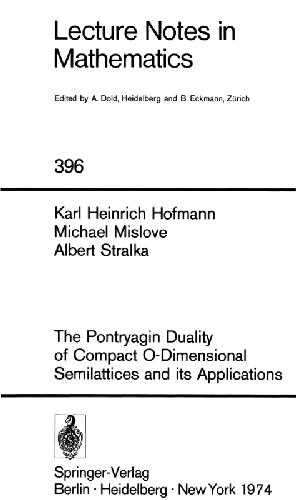 Lecture Notes in
Mathematics
Edited by A. Dold, Heidelberg and B. Eckmann, Zürich
396
Karl Heinrich Hofmann
Michael Mislove
Albert Stralka
The Pontryagin Duality
of Compact O-Dimensional
Semilattices and its Applications
Springer-Verlag
Berlin · Heidelberg · New York 1974